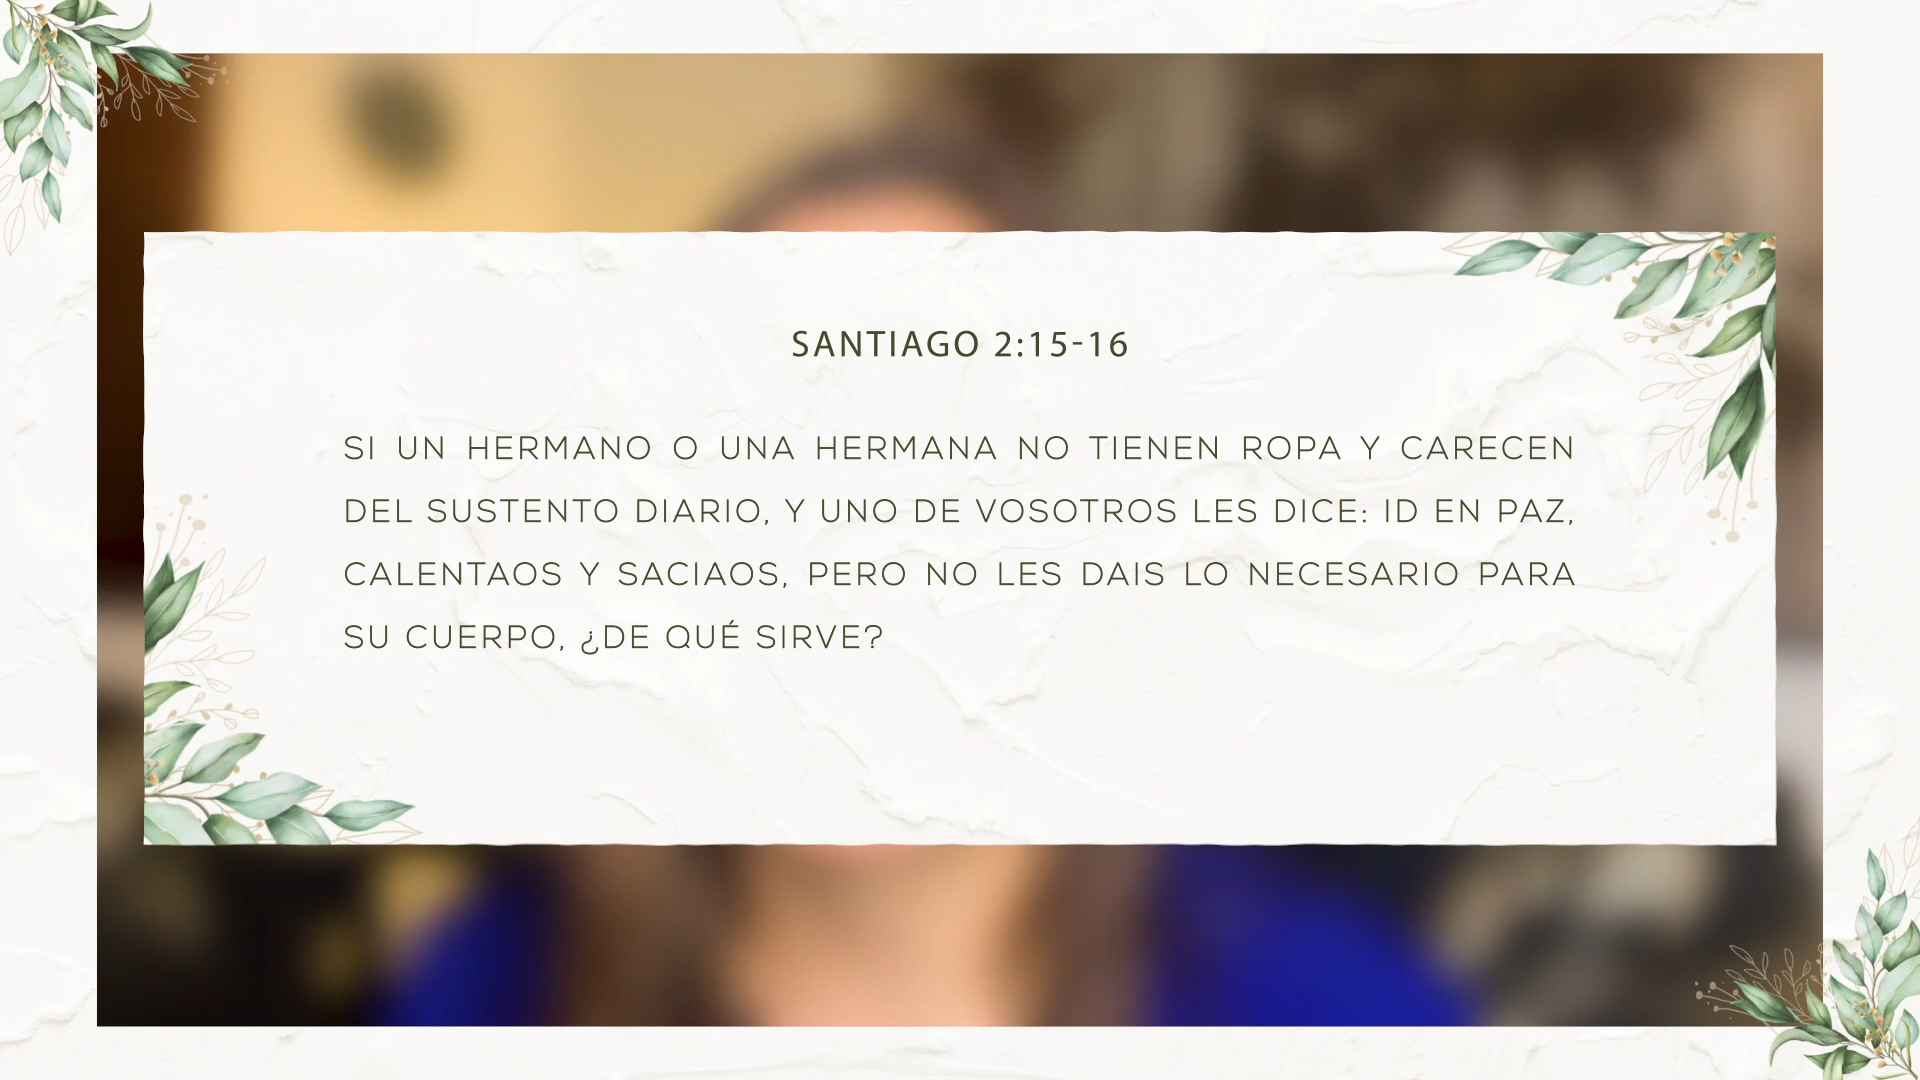 SANTIAGO 2:15-16
SI UN HERMANO O UNA HERMANA NO TIENEN ROPA Y CARECEN
DEL SUSTENTO DIARIO, Y UNO DE VOSOTROS LES DICE: ID EN PAZ,
CALENTAOS Y SACIAOS, PERO NO LES DAIS LO NECESARIO PARA
SU CUERPO, ¿DE QUÉ SIRVE?